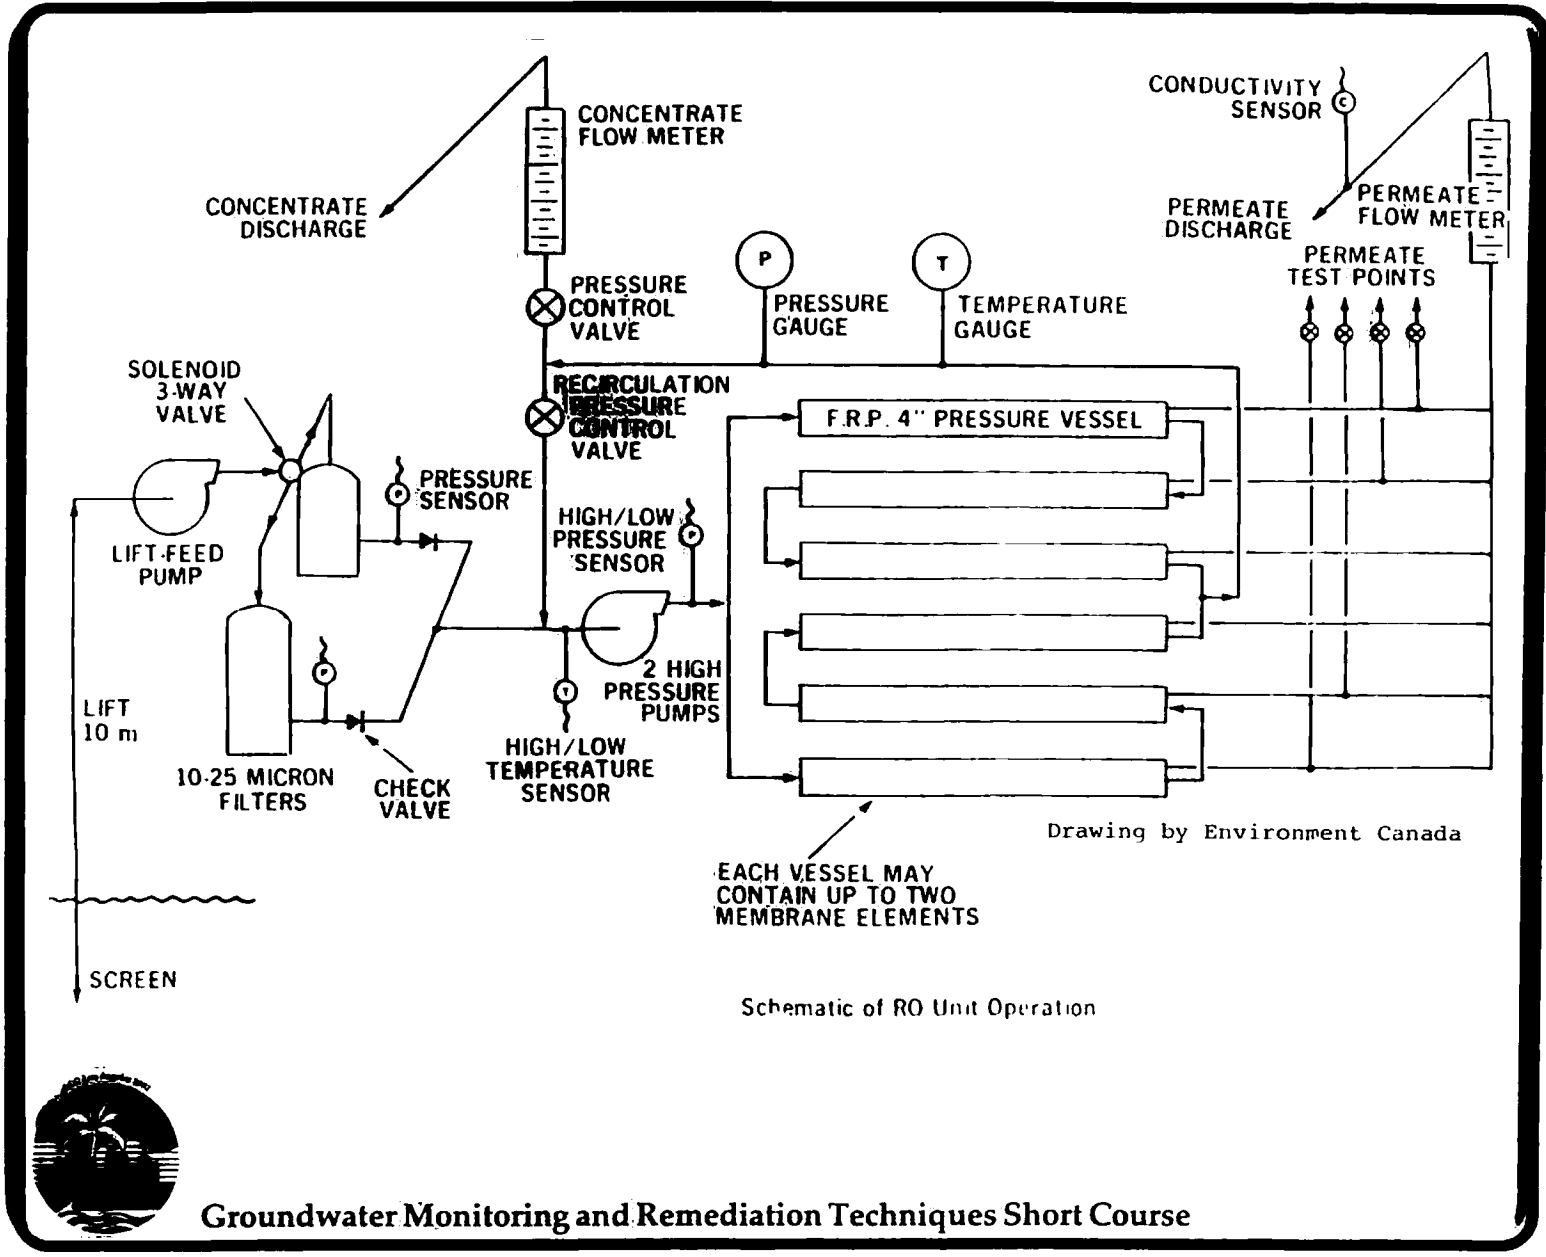 CONCENTRATE
FLOW METER
CONCENTRATE
DISCHARGE
CONDUCTIVITY
SENSOR
C
PERMEATE
FLOW METER
PERMEATE
DISCHARGE
PERMEATE
TEST POINTS
PRESSURE
CONTROL
VALVE
P
PRESSURE
GAUGE
T
TEMPERATURE
GAUGE
SOLENOID
3-WAY
VALVE
RECIRCULATION
PRESSURE
CONTROL
VALVE
F.R.P. 4" PRESSURE VESSEL
P
PRESSURE
SENSOR
HIGH/LOW
PRESSURE
SENSOR
P
LIFT-FEED
PUMP
P
T
2 HIGH
PRESSURE
PUMPS
LIFT
10 m
HIGH/LOW
TEMPERATURE
SENSOR
10-25 MICRON
FILTERS
CHECK
VALVE
Drawing by Environment Canada
EACH VESSEL MAY
CONTAIN UP TO TWO
MEMBRANE ELEMENTS
SCREEN
Schematic of RO Unit Operation
Groundwater Monitoring and Remediation Techniques Short Course